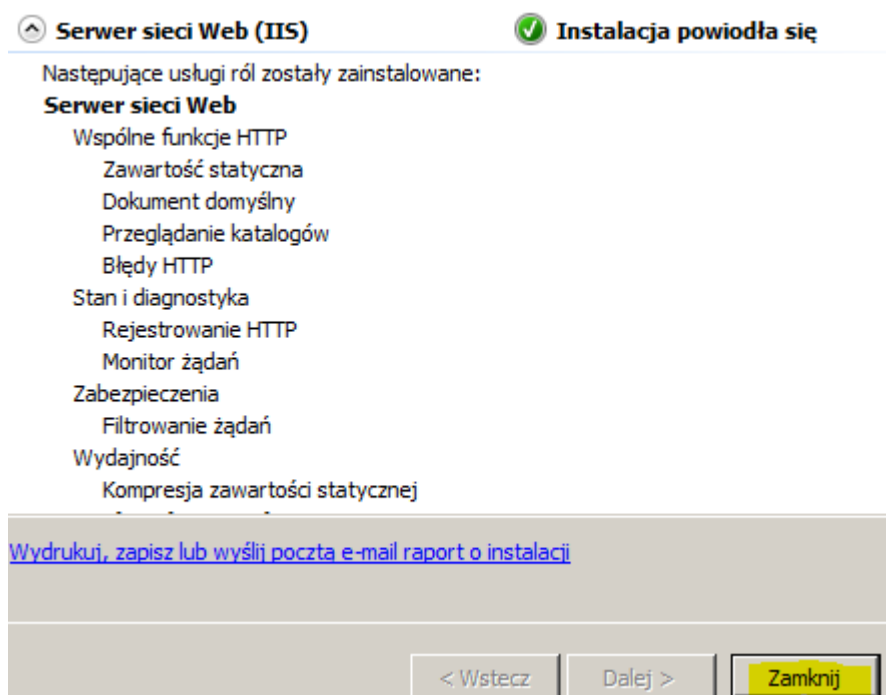 Serwer sieci Web (IIS) Instalacja powiodła się
Następujące usługi ról zostały zainstalowane:
Serwer sieci Web
Wspólne funkcje HTTP
Zawartość statyczna
Dokument domyślny
Przeglądanie katalogów
Błędy HTTP
Stan i diagnostyka
Rejestrowanie HTTP
Monitor żądań
Zabezpieczenia
Filtrowanie żądań
Wydajność
Kompresja zawartości statycznej
Wydrukuj, zapisz lub wyślij pocztą e-mail raport o instalacji
< Wstecz Dalej > Zamknij